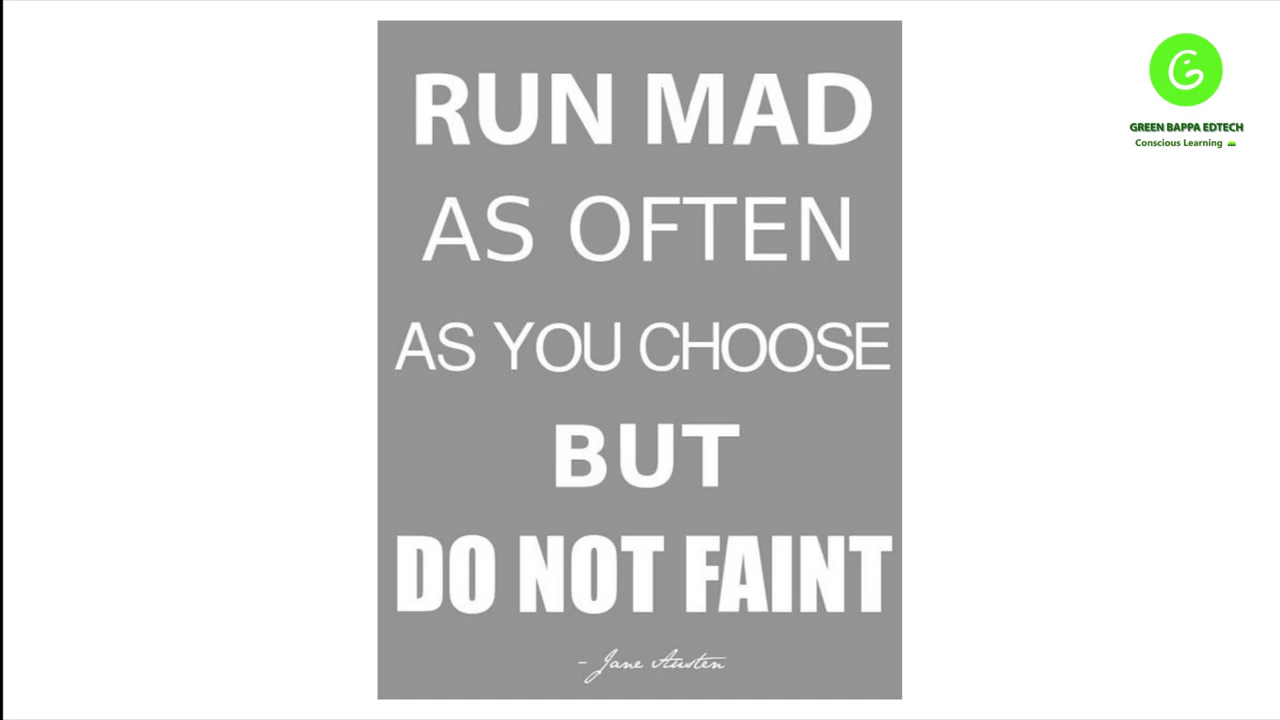 RUN MAD
AS OFTEN
AS YOU CHOOSE
BUT
DO NOT FAINT
- Jane Austen
GREEN BAPPA EDTECH
Conscious Learning